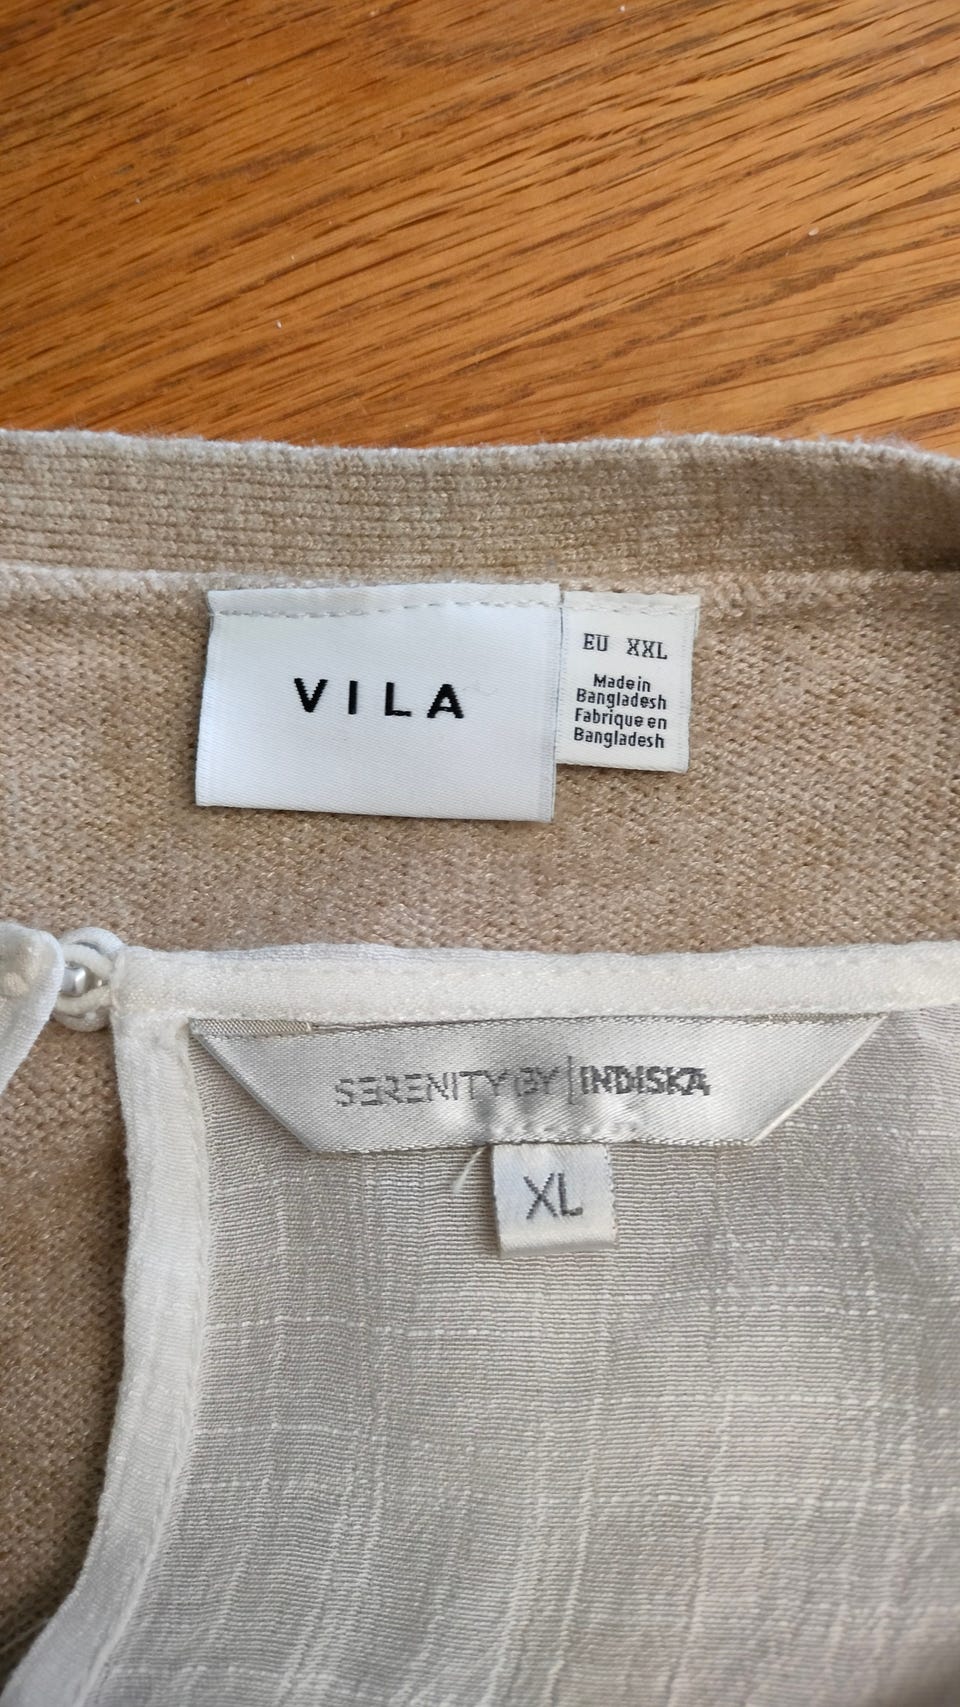 VILA
EU XXL
Made in
Bangladesh
Fabrique en
Bangladesh
SERENITY BY | INDISKA
XL